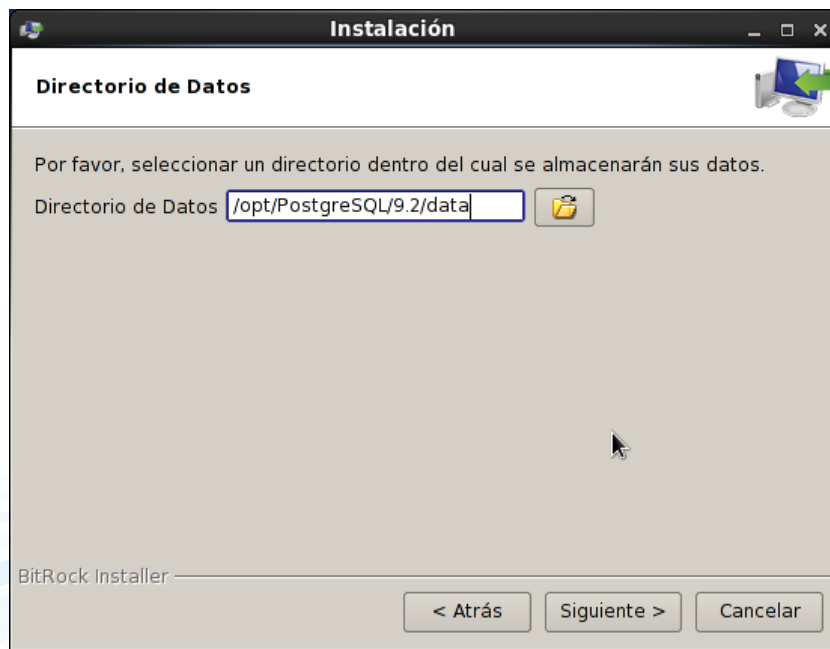 Instalación
Directorio de Datos
Por favor, seleccionar un directorio dentro del cual se almacenarán sus datos.
Directorio de Datos /opt/PostgreSQL/9.2/data
BitRock Installer
< Atrás Siguiente > Cancelar